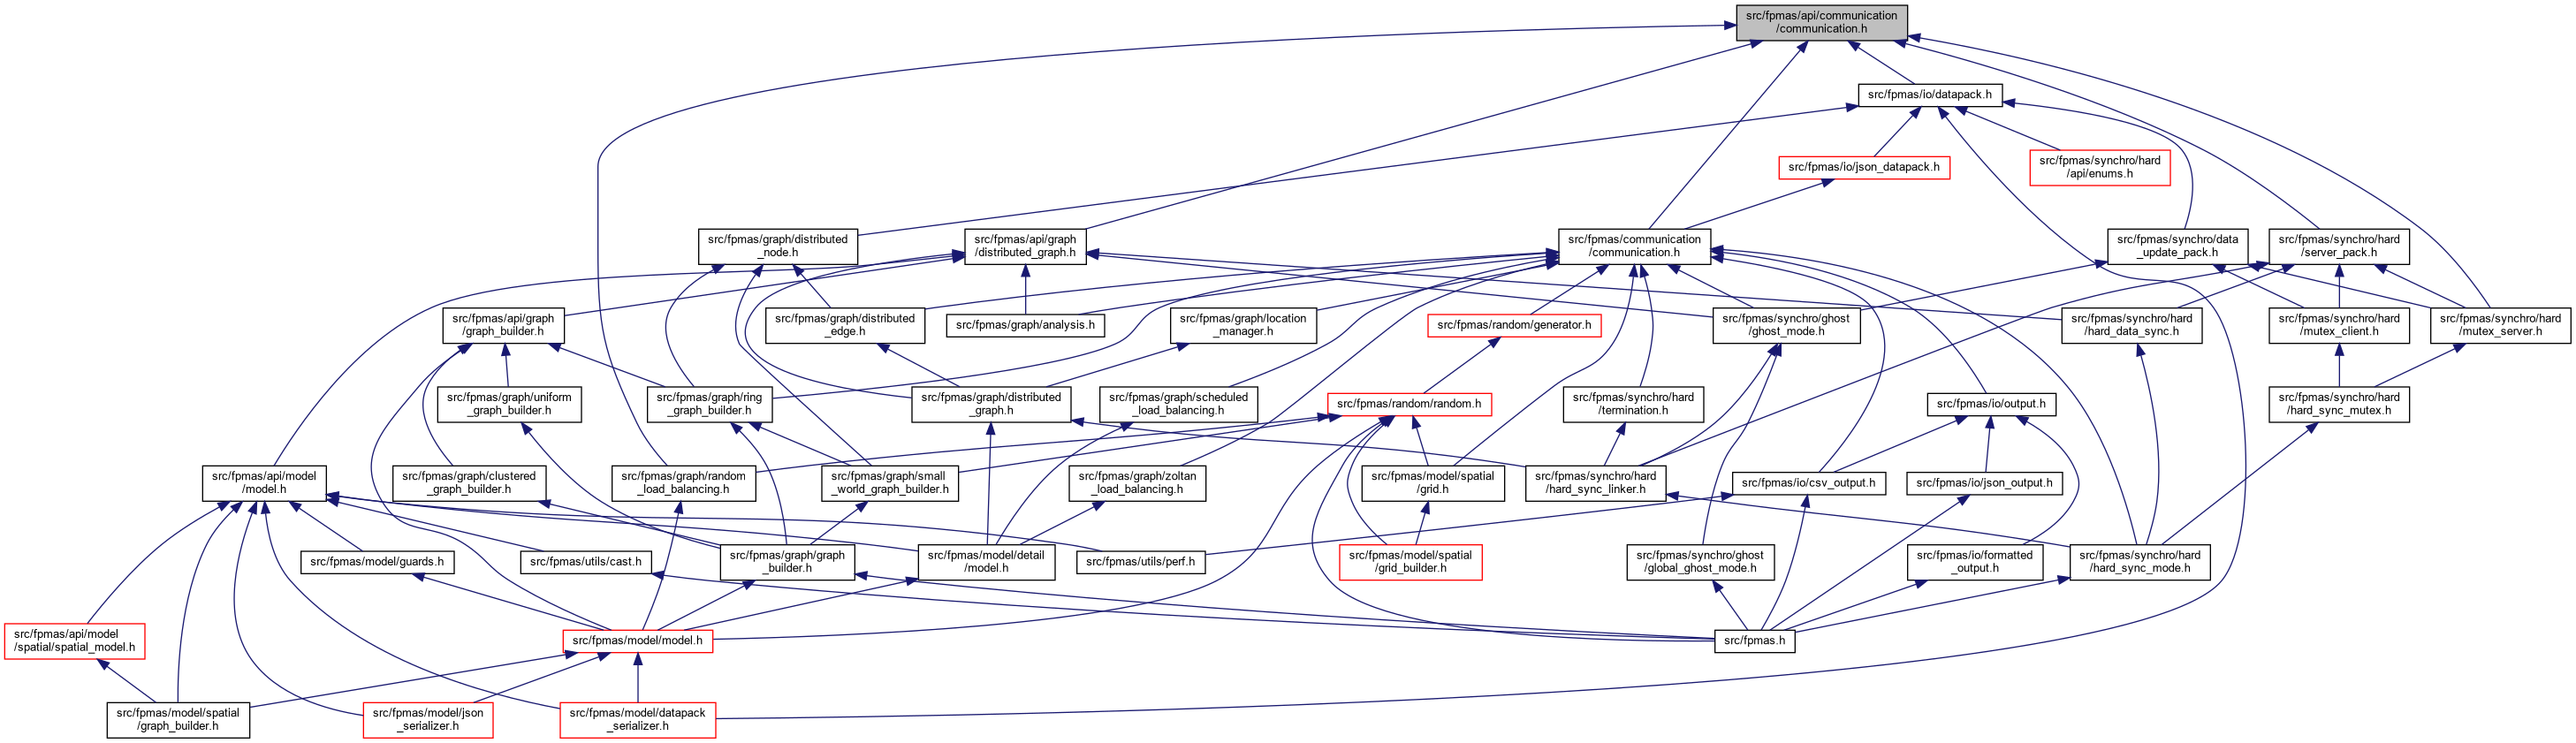 src/fpmas/api/communication
/communication.h
src/fpmas/io/datapack.h
src/fpmas/io/json_datapack.h
src/fpmas/synchro/hard
/api/enums.h
src/fpmas/graph/distributed
_node.h
src/fpmas/api/graph
/distributed_graph.h
src/fpmas/communication
/communication.h
src/fpmas/synchro/data
_update_pack.h
src/fpmas/synchro/hard
/server_pack.h
src/fpmas/api/graph
/graph_builder.h
src/fpmas/graph/distributed
_edge.h
src/fpmas/graph/analysis.h
src/fpmas/graph/location
_manager.h
src/fpmas/random/generator.h
src/fpmas/synchro/ghost
/ghost_mode.h
src/fpmas/synchro/hard
/hard_data_sync.h
src/fpmas/synchro/hard
/mutex_client.h
src/fpmas/synchro/hard
/mutex_server.h
src/fpmas/graph/uniform
_graph_builder.h
src/fpmas/graph/ring
_graph_builder.h
src/fpmas/graph/distributed
_graph.h
src/fpmas/graph/scheduled
_load_balancing.h
src/fpmas/random/random.h
src/fpmas/synchro/hard
/termination.h
src/fpmas/io/output.h
src/fpmas/synchro/hard
/hard_sync_mutex.h
src/fpmas/api/model
/model.h
src/fpmas/graph/clustered
_graph_builder.h
src/fpmas/graph/random
_load_balancing.h
src/fpmas/graph/small
_world_graph_builder.h
src/fpmas/graph/zoltan
_load_balancing.h
src/fpmas/model/spatial
/grid.h
src/fpmas/synchro/hard
/hard_sync_linker.h
src/fpmas/io/csv_output.h
src/fpmas/io/json_output.h
src/fpmas/model/guards.h
src/fpmas/utils/cast.h
src/fpmas/graph/graph
_builder.h
src/fpmas/model/detail
/model.h
src/fpmas/utils/perf.h
src/fpmas/model/spatial
/grid_builder.h
src/fpmas/synchro/ghost
/global_ghost_mode.h
src/fpmas/io/formatted
_output.h
src/fpmas/synchro/hard
/hard_sync_mode.h
src/fpmas/api/model
/spatial/spatial_model.h
src/fpmas/model/model.h
src/fpmas.h
src/fpmas/model/spatial
/graph_builder.h
src/fpmas/model/json
_serializer.h
src/fpmas/model/datapack
_serializer.h